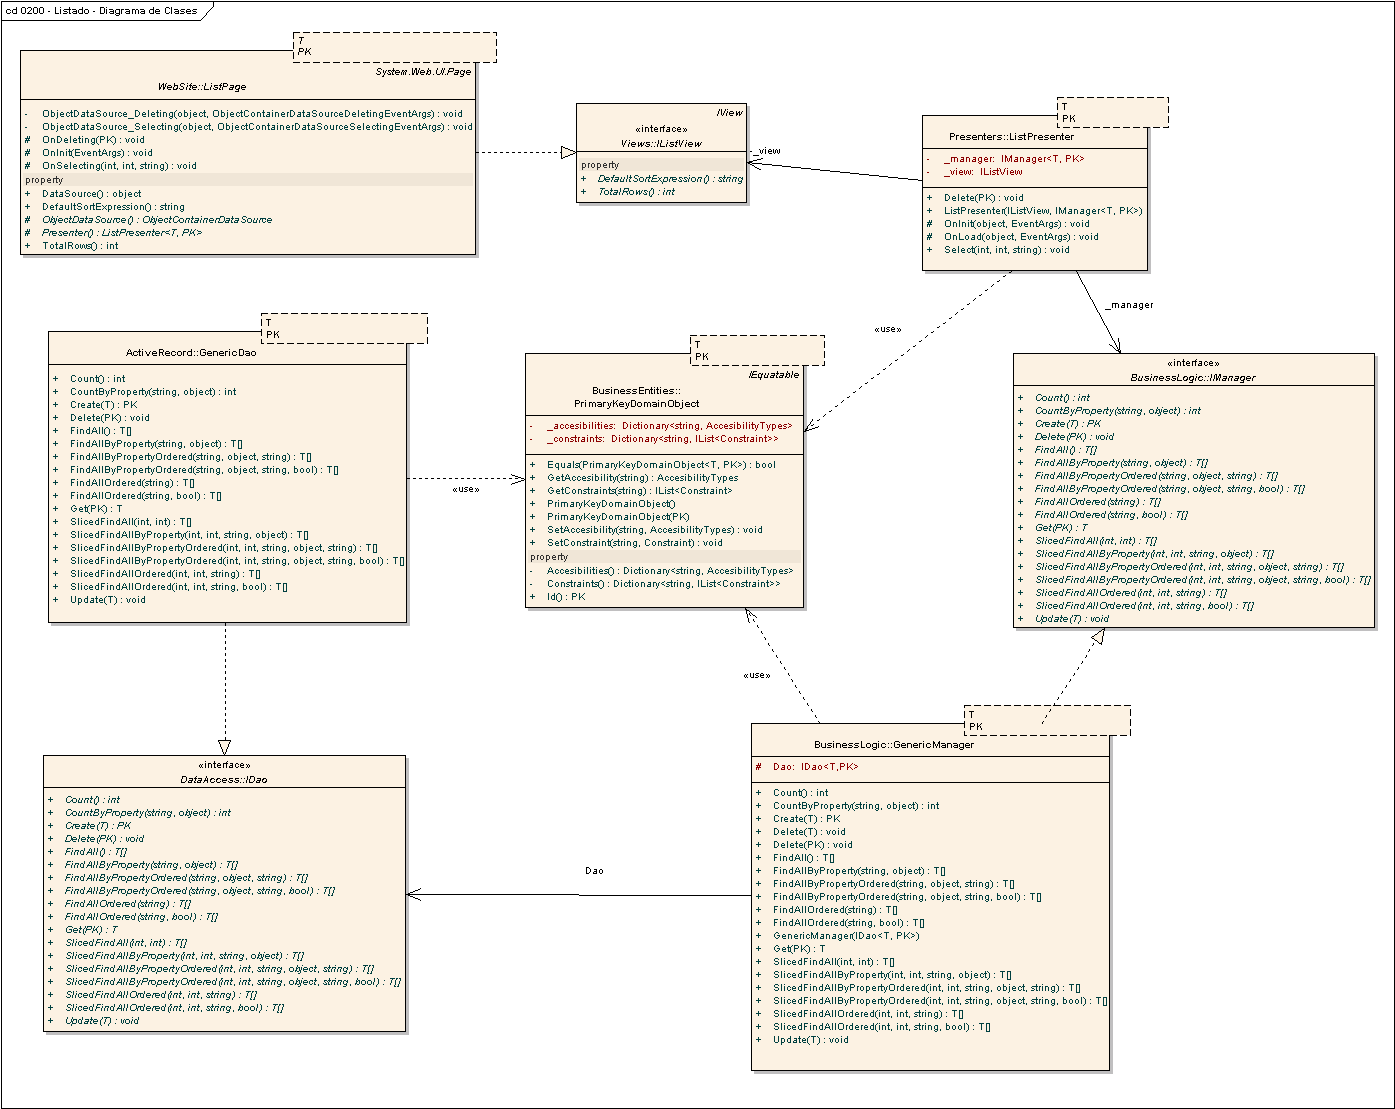 cd 0200 - Listado - Diagrama de Clases
T
PK
System.Web.UI.Page
WebSite::ListPage
- ObjectDataSource_Deleting(object, ObjectContainerDataSourceDeletingEventArgs) : void
- ObjectDataSource_Selecting(object, ObjectContainerDataSourceSelectingEventArgs) : void
# OnDeleting(PK) : void
# OnInit(EventArgs) : void
# OnSelecting(int, int, string) : void
property
+ DataSource() : object
+ DefaultSortExpression() : string
# ObjectDataSource() : ObjectContainerDataSource
# Presenter() : ListPresenter<T, PK>
+ TotalRows() : int
IView
«interface»
Views::IListView
property
+ DefaultSortExpression() : string
+ TotalRows() : int
_view
T
PK
Presenters::ListPresenter
- _manager: IManager<T, PK>
- _view: IListView
+ Delete(PK) : void
+ ListPresenter(IListView, IManager<T, PK>)
# OnInit(object, EventArgs) : void
# OnLoad(object, EventArgs) : void
+ Select(int, int, string) : void
_manager
«use»
T
PK
ActiveRecord::GenericDao
+ Count() : int
+ CountByProperty(string, object) : int
+ Create(T) : PK
+ Delete(PK) : void
+ FindAll() : T[]
+ FindAllByProperty(string, object) : T[]
+ FindAllByPropertyOrdered(string, object, string) : T[]
+ FindAllByPropertyOrdered(string, object, string, bool) : T[]
+ FindAllOrdered(string) : T[]
+ FindAllOrdered(string, bool) : T[]
+ Get(PK) : T
+ SlicedFindAll(int, int) : T[]
+ SlicedFindAllByProperty(int, int, string, object) : T[]
+ SlicedFindAllByPropertyOrdered(int, int, string, object, string) : T[]
+ SlicedFindAllByPropertyOrdered(int, int, string, object, string, bool) : T[]
+ SlicedFindAllOrdered(int, int, string) : T[]
+ SlicedFindAllOrdered(int, int, string, bool) : T[]
+ Update(T) : void
«use»
T
PK
IEquatable
BusinessEntities::
PrimaryKeyDomainObject
- _accesibilities: Dictionary<string, AccesibilityTypes>
- _constraints: Dictionary<string, IList<Constraint>>
+ Equals(PrimaryKeyDomainObject<T, PK>) : bool
+ GetAccesibility(string) : AccesibilityTypes
+ GetConstraints(string) : IList<Constraint>
+ PrimaryKeyDomainObject()
+ PrimaryKeyDomainObject(PK)
+ SetAccesibility(string, AccesibilityTypes) : void
+ SetConstraint(string, Constraint) : void
property
- Accesibilities() : Dictionary<string, AccesibilityTypes>
- Constraints() : Dictionary<string, IList<Constraint>>
+ Id() : PK
«interface»
BusinessLogic::IManager
+ Count() : int
+ CountByProperty(string, object) : int
+ Create(T) : PK
+ Delete(PK) : void
+ FindAll() : T[]
+ FindAllByProperty(string, object) : T[]
+ FindAllByPropertyOrdered(string, object, string) : T[]
+ FindAllByPropertyOrdered(string, object, string, bool) : T[]
+ FindAllOrdered(string) : T[]
+ FindAllOrdered(string, bool) : T[]
+ Get(PK) : T
+ SlicedFindAll(int, int) : T[]
+ SlicedFindAllByProperty(int, int, string, object) : T[]
+ SlicedFindAllByPropertyOrdered(int, int, string, object, string) : T[]
+ SlicedFindAllByPropertyOrdered(int, int, string, object, string, bool) : T[]
+ SlicedFindAllOrdered(int, int, string) : T[]
+ SlicedFindAllOrdered(int, int, string, bool) : T[]
+ Update(T) : void
«use»
«interface»
DataAccess::IDao
+ Count() : int
+ CountByProperty(string, object) : int
+ Create(T) : PK
+ Delete(PK) : void
+ FindAll() : T[]
+ FindAllByProperty(string, object) : T[]
+ FindAllByPropertyOrdered(string, object, string) : T[]
+ FindAllByPropertyOrdered(string, object, string, bool) : T[]
+ FindAllOrdered(string) : T[]
+ FindAllOrdered(string, bool) : T[]
+ Get(PK) : T
+ SlicedFindAll(int, int) : T[]
+ SlicedFindAllByProperty(int, int, string, object) : T[]
+ SlicedFindAllByPropertyOrdered(int, int, string, object, string) : T[]
+ SlicedFindAllByPropertyOrdered(int, int, string, object, string, bool) : T[]
+ SlicedFindAllOrdered(int, int, string) : T[]
+ SlicedFindAllOrdered(int, int, string, bool) : T[]
+ Update(T) : void
Dao
T
PK
BusinessLogic::GenericManager
# Dao: IDao<T,PK>
+ Count() : int
+ CountByProperty(string, object) : int
+ Create(T) : PK
+ Delete(T) : void
+ Delete(PK) : void
+ FindAll() : T[]
+ FindAllByProperty(string, object) : T[]
+ FindAllByPropertyOrdered(string, object, string) : T[]
+ FindAllByPropertyOrdered(string, object, string, bool) : T[]
+ FindAllOrdered(string) : T[]
+ FindAllOrdered(string, bool) : T[]
+ GenericManager(IDao<T, PK>)
+ Get(PK) : T
+ SlicedFindAll(int, int) : T[]
+ SlicedFindAllByProperty(int, int, string, object) : T[]
+ SlicedFindAllByPropertyOrdered(int, int, string, object, string) : T[]
+ SlicedFindAllByPropertyOrdered(int, int, string, object, string, bool) : T[]
+ SlicedFindAllOrdered(int, int, string) : T[]
+ SlicedFindAllOrdered(int, int, string, bool) : T[]
+ Update(T) : void